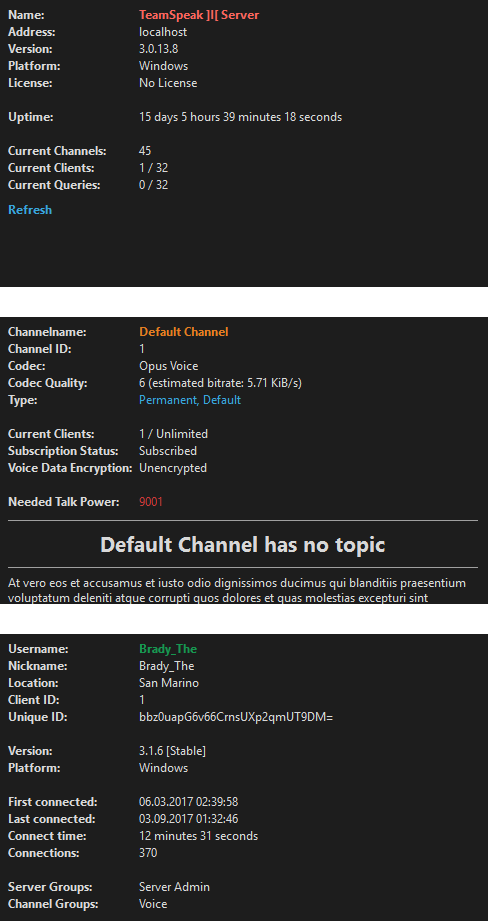 Name: TeamSpeak ]I[ Server
Address: localhost
Version: 3.0.13.8
Platform: Windows
License: No License
Uptime: 15 days 5 hours 39 minutes 18 seconds
Current Channels: 45
Current Clients: 1 / 32
Current Queries: 0 / 32
Refresh
Channelname: Default Channel
Channel ID: 1
Codec: Opus Voice
Codec Quality: 6 (estimated bitrate: 5.71 KiB/s)
Type: Permanent, Default
Current Clients: 1 / Unlimited
Subscription Status: Subscribed
Voice Data Encryption: Unencrypted
Needed Talk Power: 9001
Default Channel has no topic
At vero eos et accusamus et iusto odio dignissimos ducimus qui blanditiis praesentium
voluptatum deleniti atque corrupti quos dolores et quas molestias excepturi sint
Username: Brady_The
Nickname: Brady_The
Location: San Marino
Client ID: 1
Unique ID: bbz0uapG6v66CrnsUXp2qmUT9DM=
Version: 3.1.6 [Stable]
Platform: Windows
First connected: 06.03.2017 02:39:58
Last connected: 03.09.2017 01:32:46
Connect time: 12 minutes 31 seconds
Connections: 370
Server Groups: Server Admin
Channel Groups: Voice